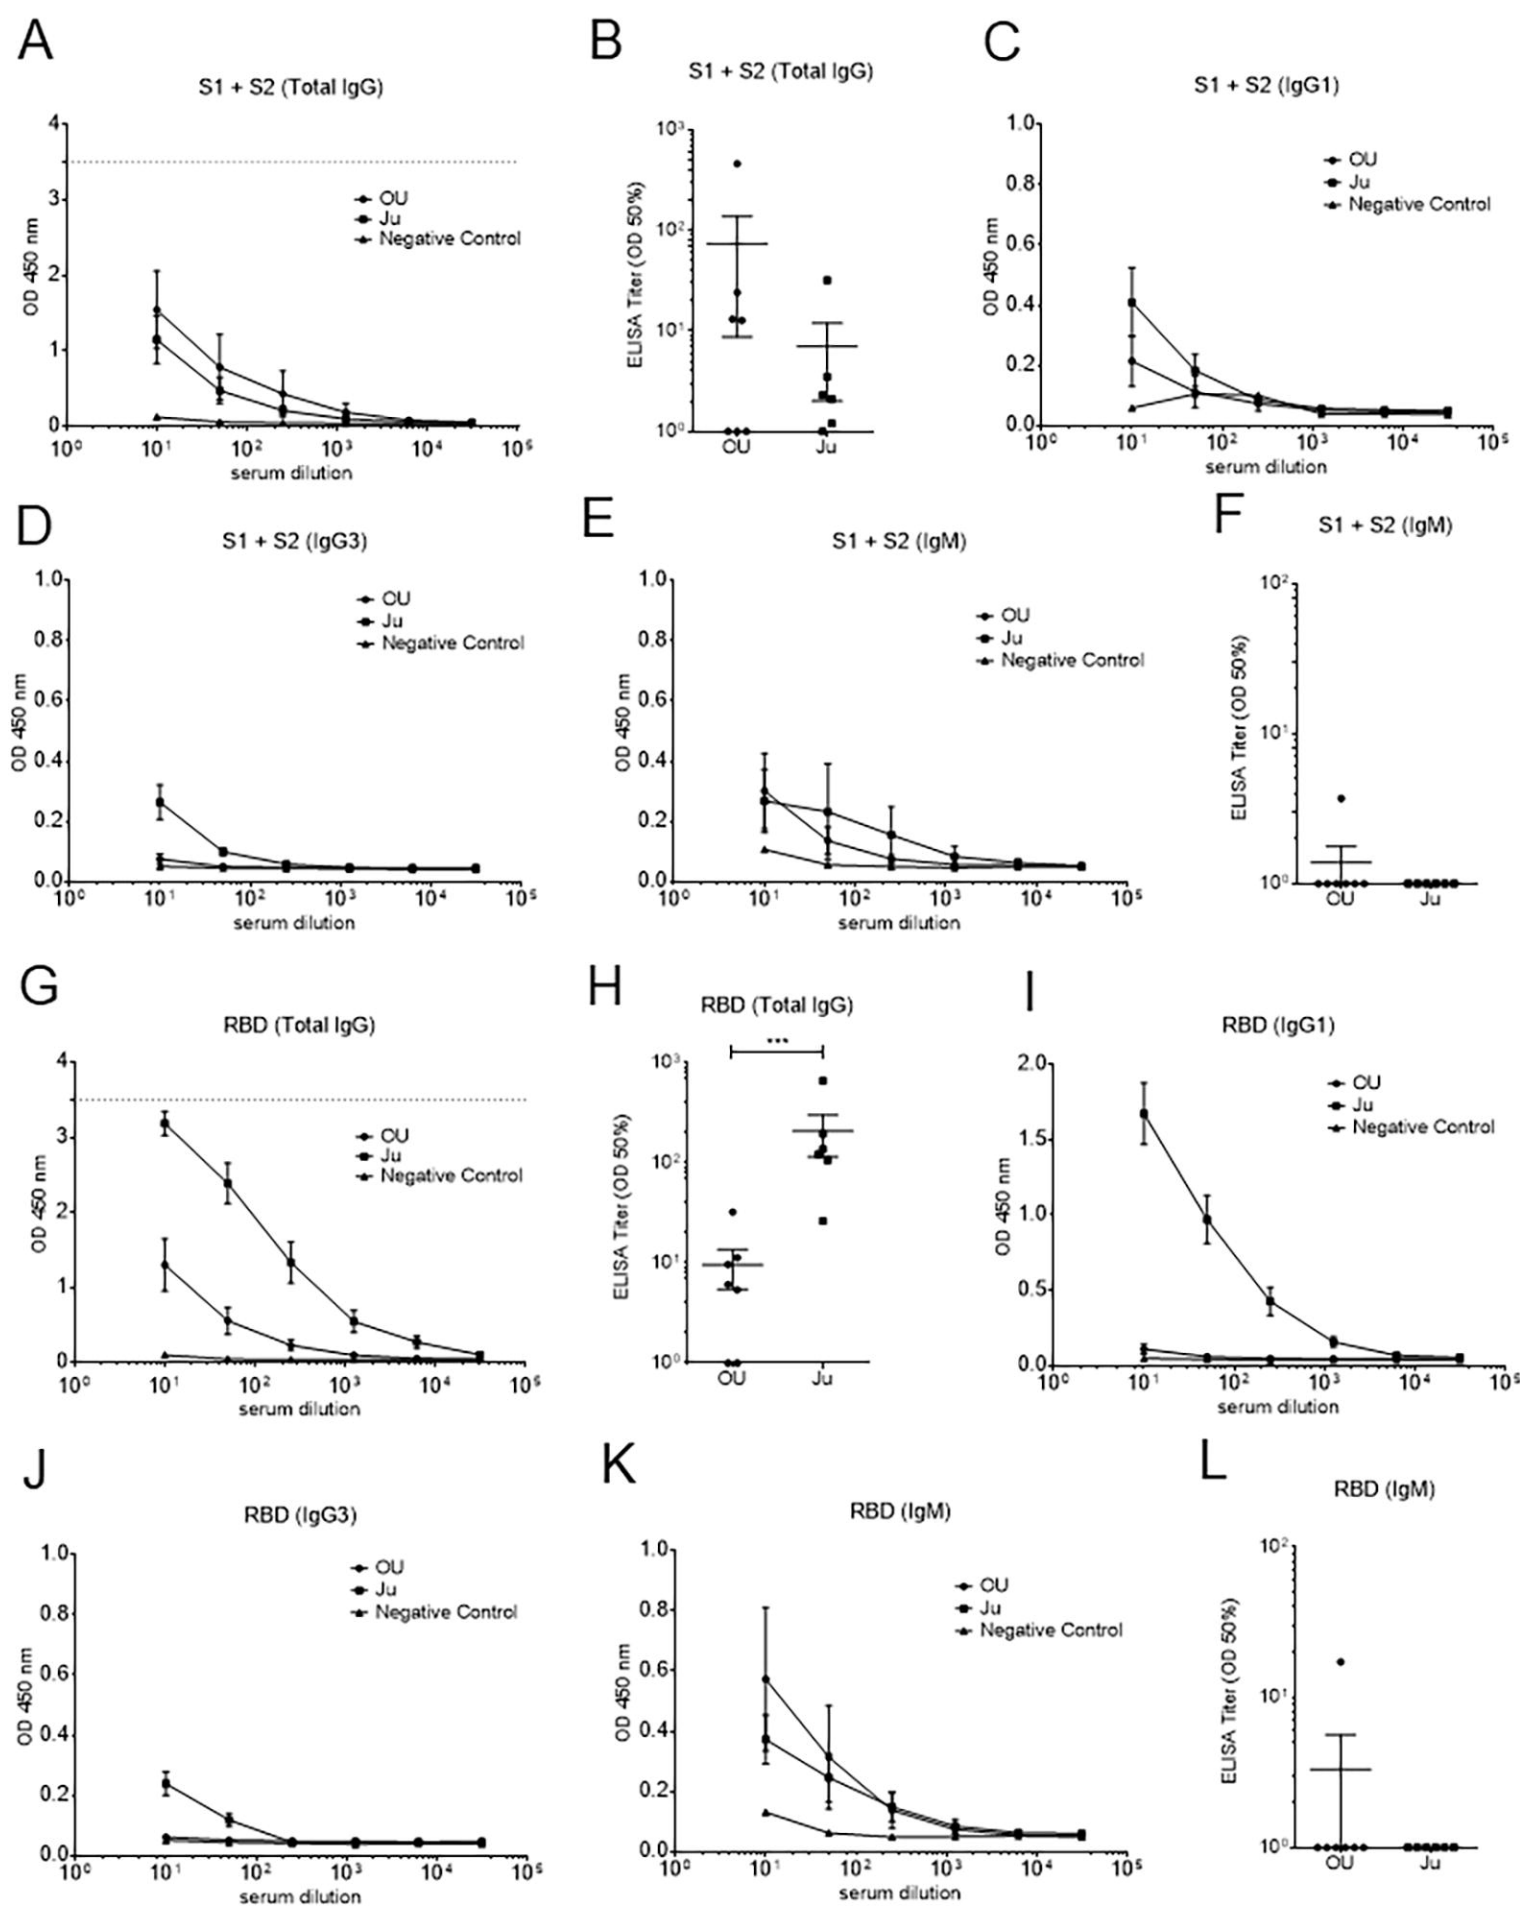 A
S1 + S2 (Total IgG)
OD 450 nm
4
3
2
1
0
OU
Ju
Negative Control
10⁰ 10¹ 10² 10³ 10⁴ 10⁵
serum dilution
B
S1 + S2 (Total IgG)
ELISA Titer (OD 50%)
10³
10²
10¹
10⁰
OU Ju
C
S1 + S2 (IgG1)
OD 450 nm
1.0
0.8
0.6
0.4
0.2
0.0
OU
Ju
Negative Control
10⁰ 10¹ 10² 10³ 10⁴ 10⁵
serum dilution
D
S1 + S2 (IgG3)
OD 450 nm
1.0
0.8
0.6
0.4
0.2
0.0
OU
Ju
Negative Control
10⁰ 10¹ 10² 10³ 10⁴ 10⁵
serum dilution
E
S1 + S2 (IgM)
OD 450 nm
1.0
0.8
0.6
0.4
0.2
0.0
OU
Ju
Negative Control
10⁰ 10¹ 10² 10³ 10⁴ 10⁵
serum dilution
F
S1 + S2 (IgM)
ELISA Titer (OD 50%)
10²
10¹
10⁰
OU Ju
G
RBD (Total IgG)
OD 450 nm
4
3
2
1
0
OU
Ju
Negative Control
10⁰ 10¹ 10² 10³ 10⁴ 10⁵
serum dilution
H
RBD (Total IgG)
***
ELISA Titer (OD 50%)
10³
10²
10¹
10⁰
OU Ju
I
RBD (IgG1)
OD 450 nm
2.0
1.5
1.0
0.5
0.0
OU
Ju
Negative Control
10⁰ 10¹ 10² 10³ 10⁴ 10⁵
serum dilution
J
RBD (IgG3)
OD 450 nm
1.0
0.8
0.6
0.4
0.2
0.0
OU
Ju
Negative Control
10⁰ 10¹ 10² 10³ 10⁴ 10⁵
serum dilution
K
RBD (IgM)
OD 450 nm
1.0
0.8
0.6
0.4
0.2
0.0
OU
Ju
Negative Control
10⁰ 10¹ 10² 10³ 10⁴ 10⁵
serum dilution
L
RBD (IgM)
ELISA Titer (OD 50%)
10²
10¹
10⁰
OU Ju